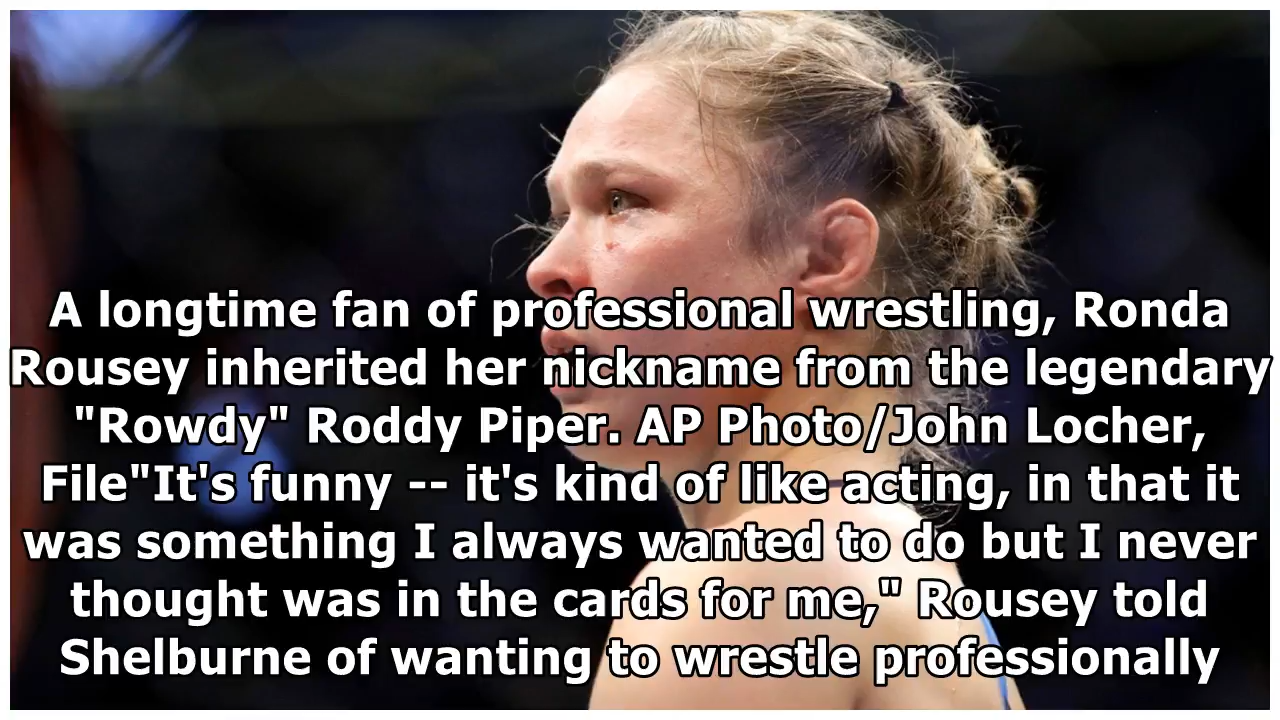 A longtime fan of professional wrestling, Ronda
Rousey inherited her nickname from the legendary
"Rowdy" Roddy Piper. AP Photo/John Locher,
File"It's funny -- it's kind of like acting, in that it
was something I always wanted to do but I never
thought was in the cards for me," Rousey told
Shelburne of wanting to wrestle professionally